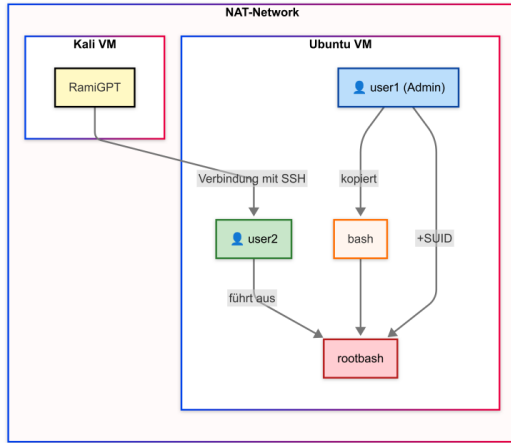 NAT-Network
Kali VM
Ubuntu VM
RamiGPT
user1 (Admin)
Verbindung mit SSH
kopiert
user2
bash
+SUID
führt aus
rootbash